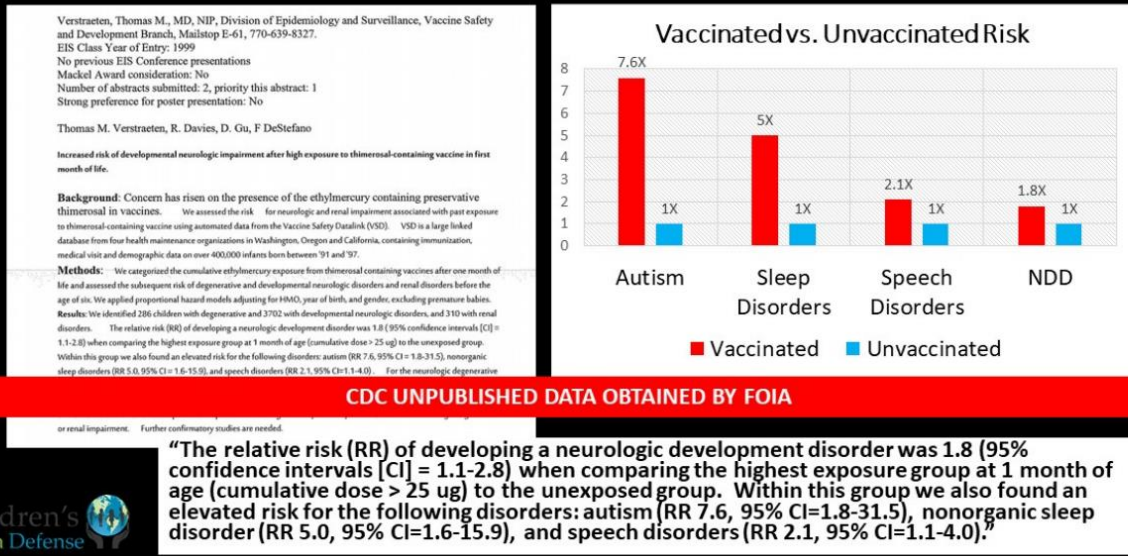 Verstraeten, Thomas M., MD, NIP, Division of Epidemiology and Surveillance, Vaccine Safety
and Development Branch, Mailstop E-61, 770-639-8327.
EIS Class Year of Entry: 1999
No previous EIS Conference presentations
Mackel Award consideration: No
Number of abstracts submitted: 2, priority this abstract: 1
Strong preference for poster presentation: No
Thomas M. Verstraeten, R. Davies, D. Gu, F DeStefano
Increased risk of developmental neurologic impairment after high exposure to thimerosal-containing vaccine in first
month of life.
Background: Concern has risen on the presence of the ethylmercury containing preservative
thimerosal in vaccines. We assessed the risk for neurologic and renal impairment associated with past exposure
to thimerosal-containing vaccine using automated data from the Vaccine Safety Datalink (VSD). VSD is a large linked
database from four health maintenance organizations in Washington, Oregon and California, containing immunization,
medical visit and demographic data on over 400,000 infants born between '91 and '97.
Methods: We categorized the cumulative ethylmercury exposure from thimerosal containing vaccines after one month of
life and assessed the subsequent risk of degenerative and developmental neurologic disorders and renal disorders before the
age of six. We applied proportional hazard models adjusting for HMO, year of birth, and gender, excluding premature babies.
Results: We identified 286 children with degenerative and 3702 with developmental neurologic disorders, and 310 with renal
disorders. The relative risk (RR) of developing a neurologic development disorder was 1.8 (95% confidence intervals [CI] =
1.1-2.8) when comparing the highest exposure group at 1 month of age (cumulative dose > 25 ug) to the unexposed group.
Within this group we also found an elevated risk for the following disorders: autism (RR 7.6, 95% CI = 1.8-31.5), nonorganic
sleep disorders (RR 5.0, 95% CI = 1.6-15.9), and speech disorders (RR 2.1, 95% CI=1.1-4.0). For the neurologic degenerative
or renal impairment. Further confirmatory studies are needed.
Vaccinated vs. Unvaccinated Risk
8
7
6
5
4
3
2
1
0
7.6X
1X
5X
1X
2.1X
1X
1.8X
1X
Autism Sleep Speech NDD
Disorders Disorders
Vaccinated Unvaccinated
CDC UNPUBLISHED DATA OBTAINED BY FOIA
"The relative risk (RR) of developing a neurologic development disorder was 1.8 (95%
confidence intervals [CI] = 1.1-2.8) when comparing the highest exposure group at 1 month of
age (cumulative dose > 25 ug) to the unexposed group. Within this group we also found an
elevated risk for the following disorders: autism (RR 7.6, 95% CI=1.8-31.5), nonorganic sleep
disorder (RR 5.0, 95% CI=1.6-15.9), and speech disorders (RR 2.1, 95% CI=1.1-4.0)."
dren's
Defense